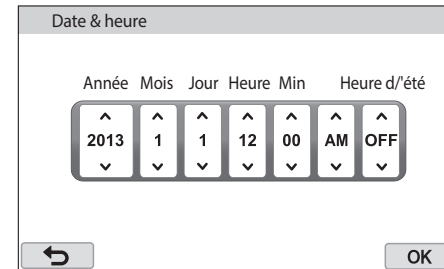 Date & heure
Année Mois Jour Heure Min Heure d/'été
2013 1 1 12 00 AM OFF
OK